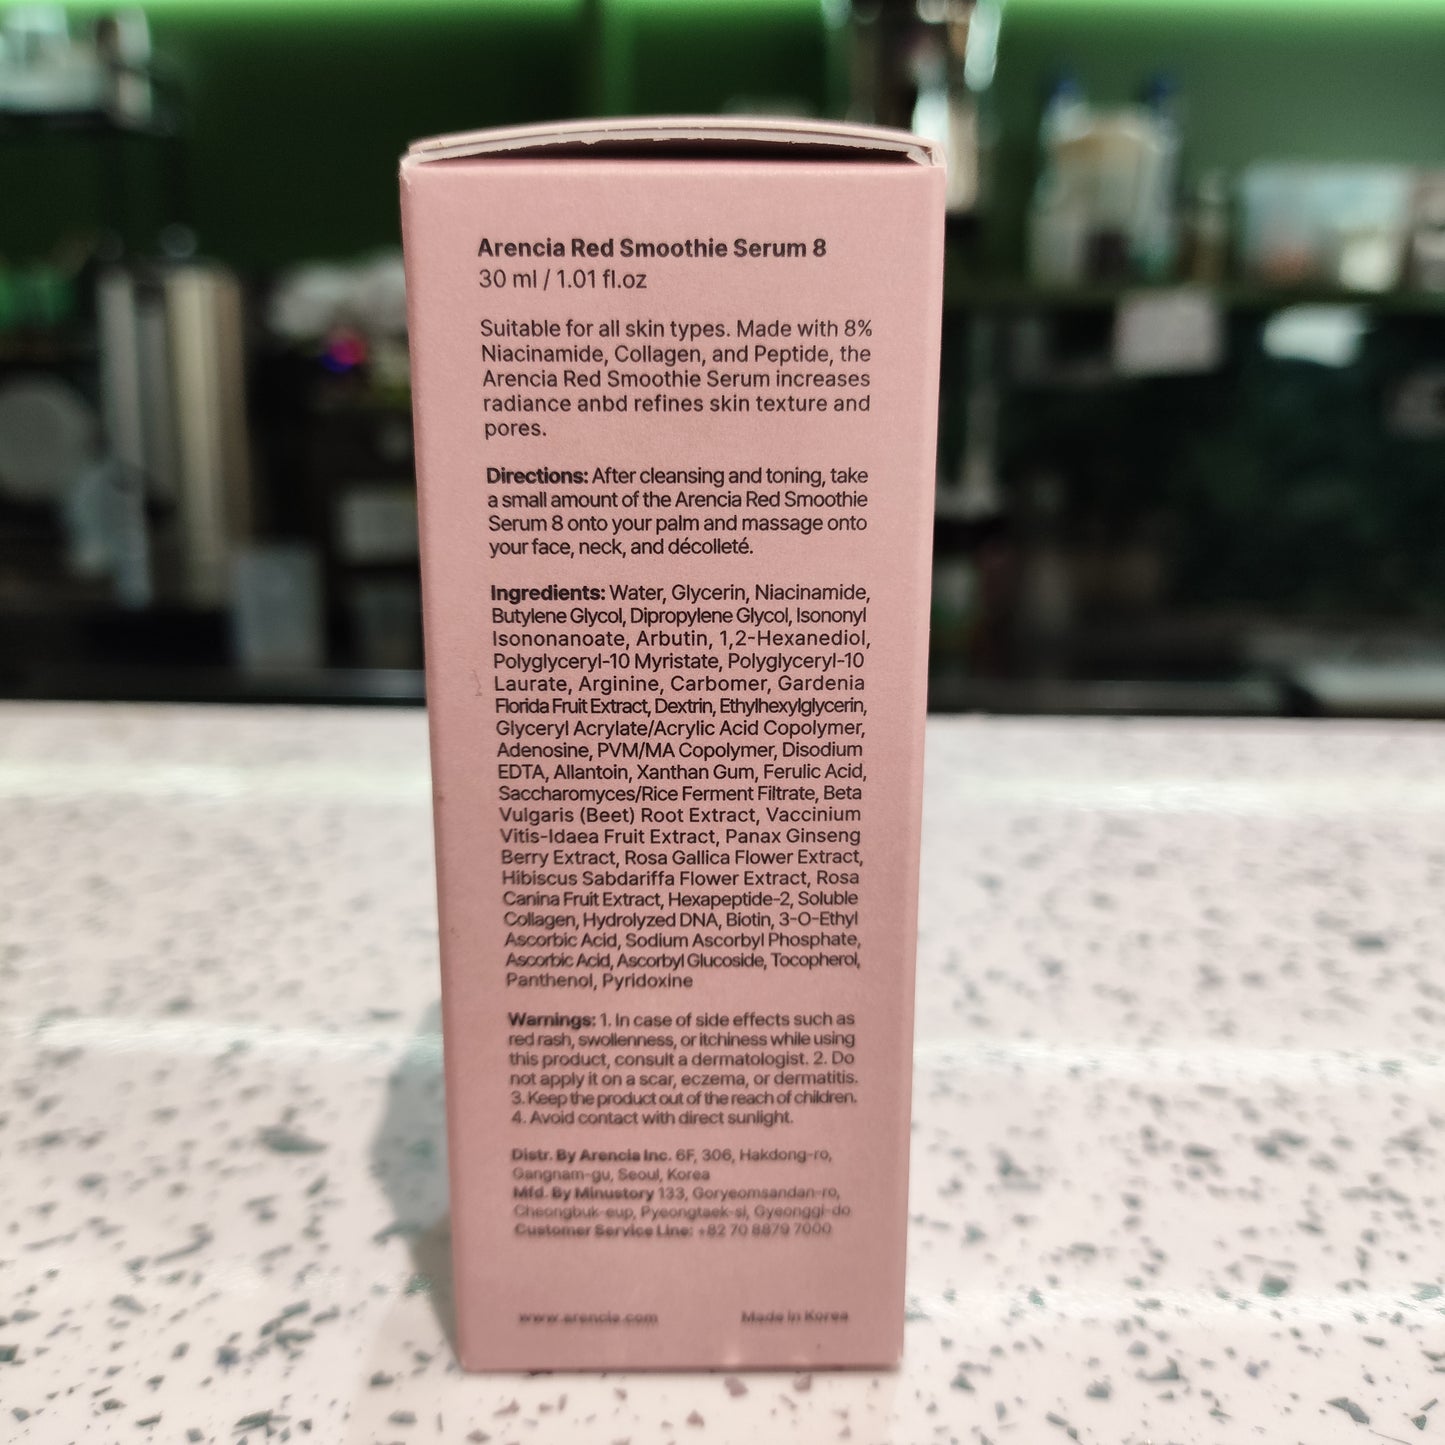 Arencia Red Smoothie Serum 8
30 ml / 1.01 fl.oz
Suitable for all skin types. Made with 8%
Niacinamide, Collagen, and Peptide, the
Arencia Red Smoothie Serum increases
radiance anbd refines skin texture and
pores.
Directions: After cleansing and toning, take
a small amount of the Arencia Red Smoothie
Serum 8 onto your palm and massage onto
your face, neck, and décolleté.
Ingredients: Water, Glycerin, Niacinamide,
Butylene Glycol, Dipropylene Glycol, Isononyl
Isononanoate, Arbutin, 1,2-Hexanediol,
Polyglyceryl-10 Myristate, Polyglyceryl-10
Laurate, Arginine, Carbomer, Gardenia
Florida Fruit Extract, Dextrin, Ethylhexylglycerin,
Glyceryl Acrylate/Acrylic Acid Copolymer,
Adenosine, PVM/MA Copolymer, Disodium
EDTA, Allantoin, Xanthan Gum, Ferulic Acid,
Saccharomyces/Rice Ferment Filtrate, Beta
Vulgaris (Beet) Root Extract, Vaccinium
Vitis-Idaea Fruit Extract, Panax Ginseng
Berry Extract, Rosa Gallica Flower Extract,
Hibiscus Sabdariffa Flower Extract, Rosa
Canina Fruit Extract, Hexapeptide-2, Soluble
Collagen, Hydrolyzed DNA, Biotin, 3-O-Ethyl
Ascorbic Acid, Sodium Ascorbyl Phosphate,
Ascorbic Acid, Ascorbyl Glucoside, Tocopherol,
Panthenol, Pyridoxine
Warnings: 1. In case of side effects such as
red rash, swollenness, or itchiness while using
this product, consult a dermatologist. 2. Do
not apply it on a scar, eczema, or dermatitis.
3. Keep the product out of the reach of children.
4. Avoid contact with direct sunlight.
Distr. By Arencia Inc. 6F, 306, Hakdong-ro,
Gangnam-gu, Seoul, Korea
Mfd. By Minustory 133, Goryeomsandan-ro,
Cheongbuk-eup, Pyeongtaek-si, Gyeonggi-do
Customer Service Line: +82 70 8879 7000
www.arencia.com
Made in Korea